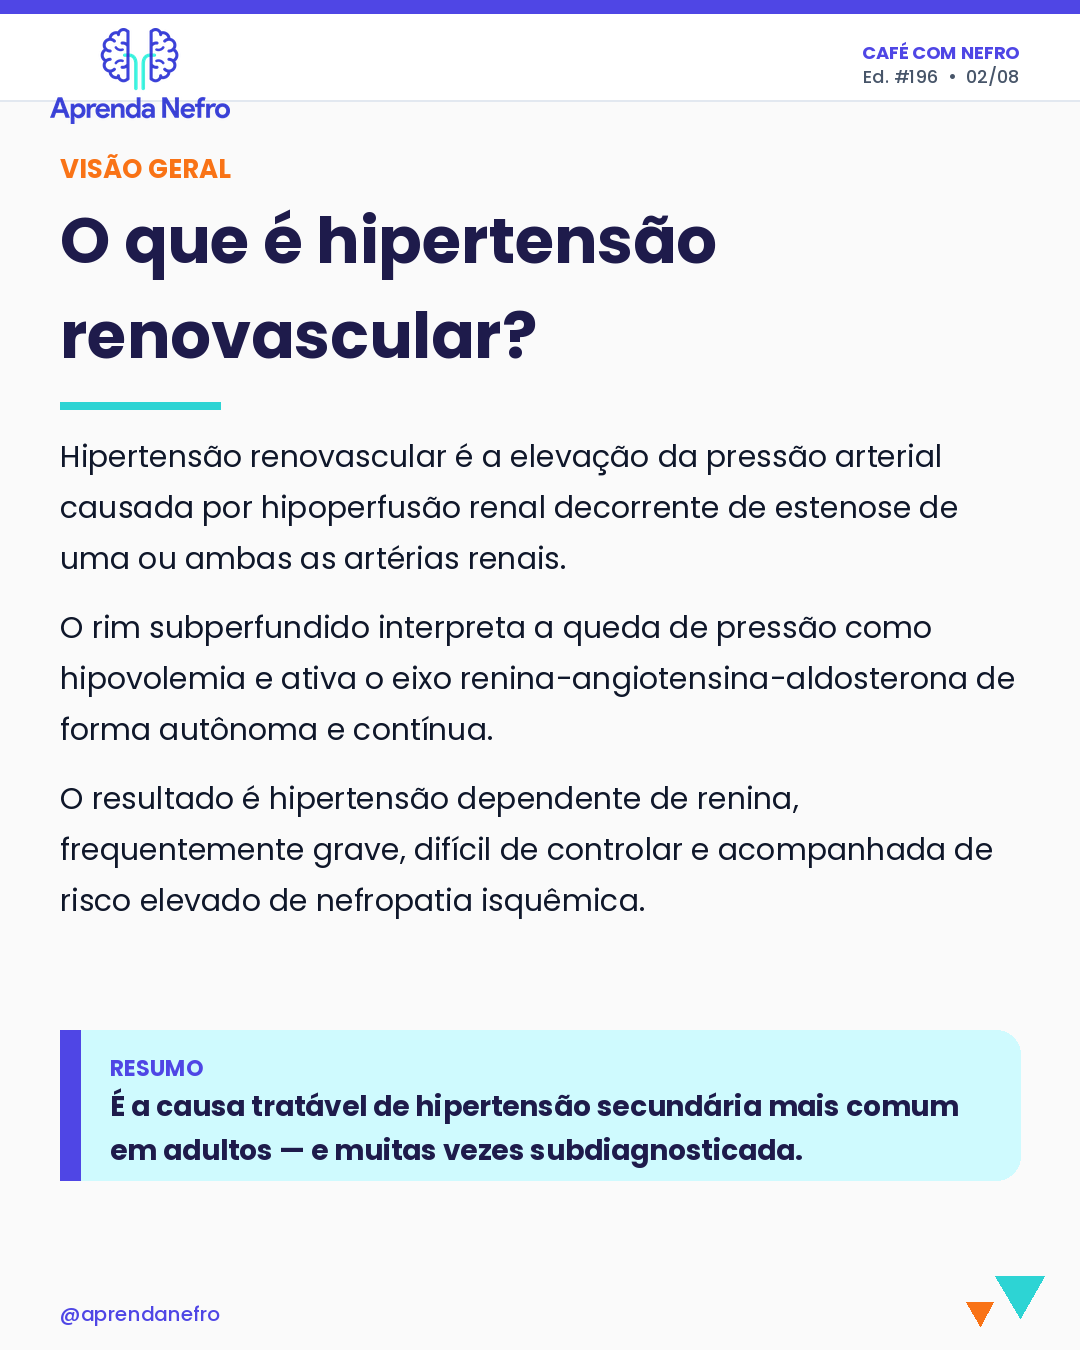 Aprenda Nefro
CAFÉ COM NEFRO
Ed. #196 • 02/08
VISÃO GERAL
O que é hipertensão
renovascular?
Hipertensão renovascular é a elevação da pressão arterial
causada por hipoperfusão renal decorrente de estenose de
uma ou ambas as artérias renais.
O rim subperfundido interpreta a queda de pressão como
hipovolemia e ativa o eixo renina-angiotensina-aldosterona de
forma autônoma e contínua.
O resultado é hipertensão dependente de renina,
frequentemente grave, difícil de controlar e acompanhada de
risco elevado de nefropatia isquêmica.
RESUMO
É a causa tratável de hipertensão secundária mais comum
em adultos — e muitas vezes subdiagnosticada.
@aprendanefro